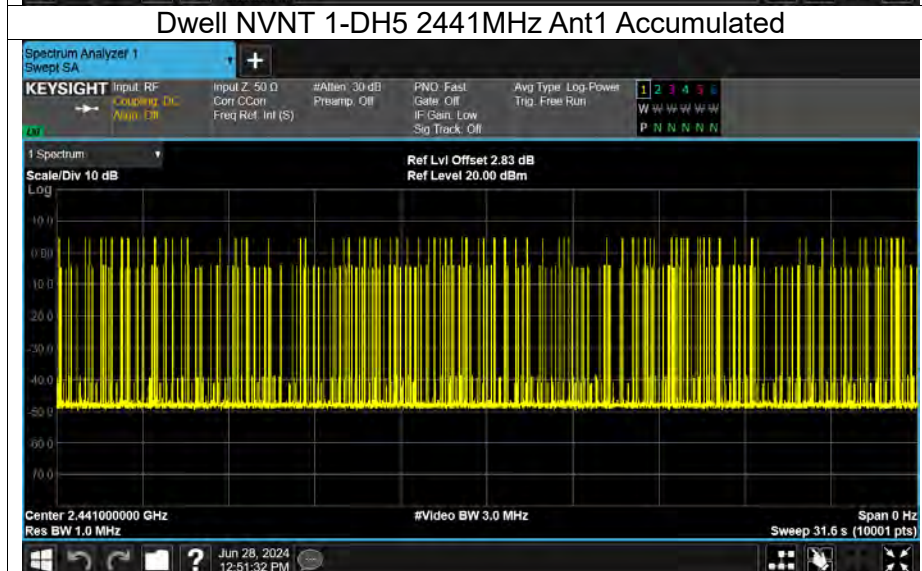 Dwell NVNT 1-DH5 2441MHz Ant1 Accumulated
Spectrum Analyzer 1
Swept SA
+
KEYSIGHT Input: RF
Coupling: DC
Align: Off
Input Z: 50 Ω
Corr CCorr
Freq Ref: Int (S)
#Atten: 30 dB
Preamp: Off
PNO: Fast
Gate: Off
IF Gain: Low
Sig Track: Off
Avg Type: Log-Power
Trig: Free Run
1 2 3 4 5 6
W W W W W W
P N N N N N
1 Spectrum
Scale/Div 10 dB
Ref Lvl Offset 2.83 dB
Ref Level 20.00 dBm
Log
10.0
0.00
-10.0
-20.0
-30.0
-40.0
-50.0
-60.0
-70.0
Center 2.441000000 GHz
#Video BW 3.0 MHz
Span 0 Hz
Res BW 1.0 MHz
Sweep 31.6 s (10001 pts)
?
Jun 28, 2024
12:51:32 PM